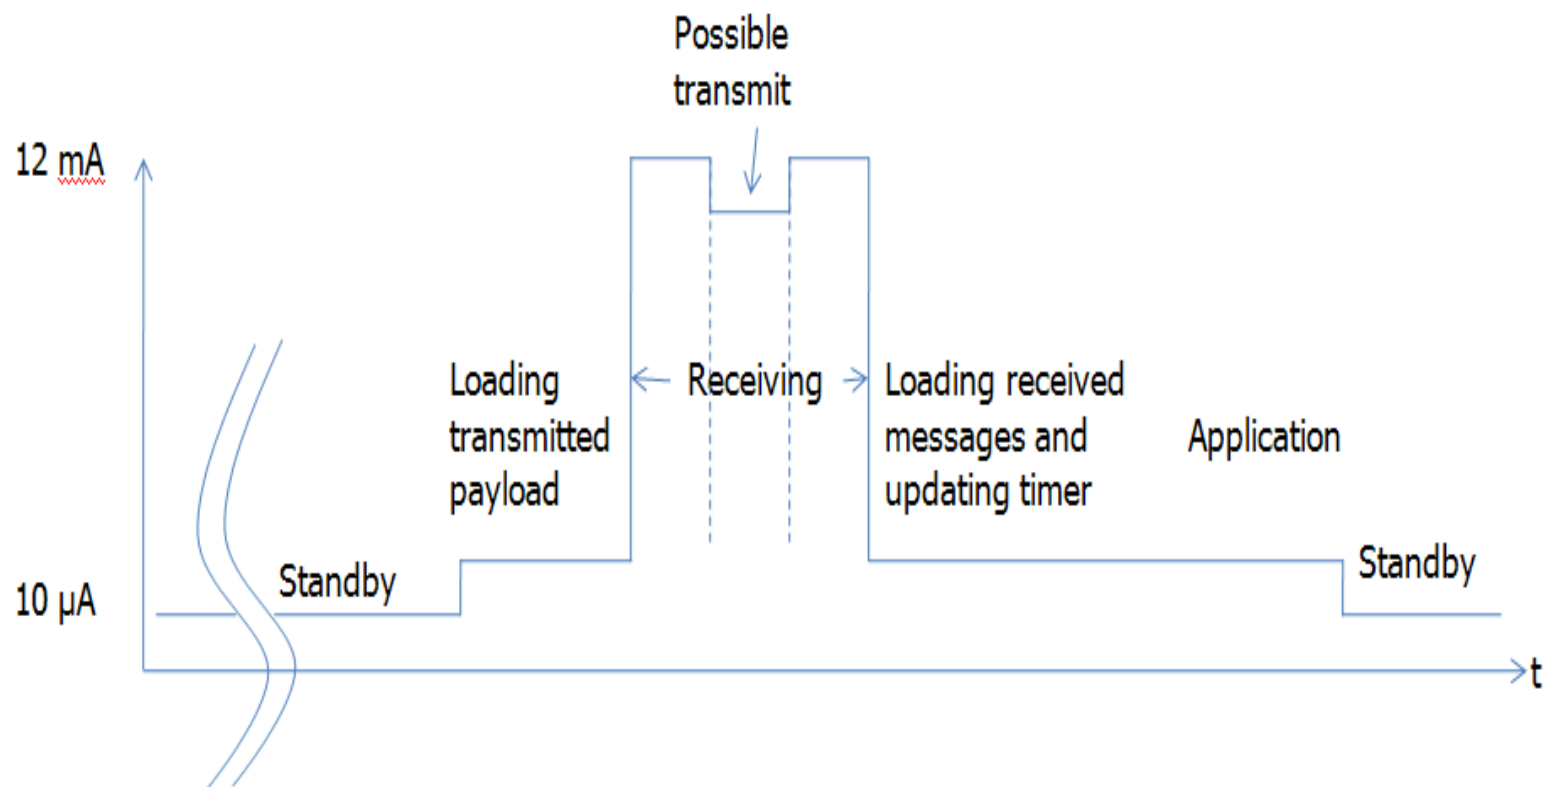 Possible
transmit
12 mA
Loading
transmitted
payload
Receiving
Loading received
messages and
updating timer
Application
Standby
Standby
10 µA
t